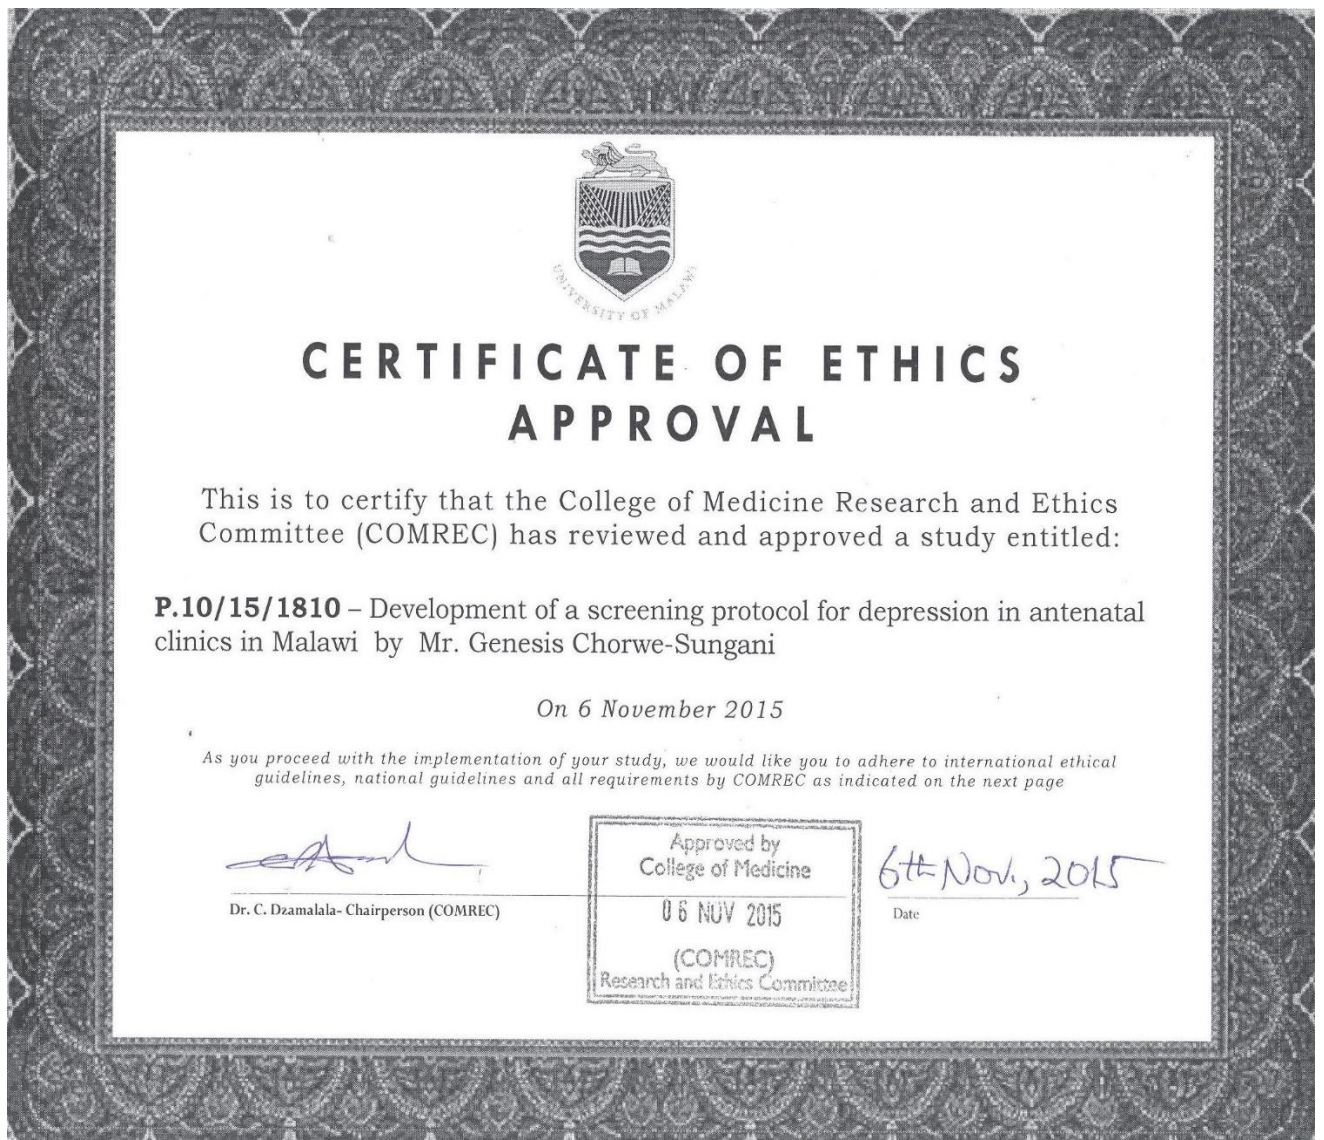 UNIVERSITY OF MALAWI
CERTIFICATE OF ETHICS
APPROVAL
This is to certify that the College of Medicine Research and Ethics
Committee (COMREC) has reviewed and approved a study entitled:
P.10/15/1810 – Development of a screening protocol for depression in antenatal
clinics in Malawi by Mr. Genesis Chorwe-Sungani
On 6 November 2015
As you proceed with the implementation of your study, we would like you to adhere to international ethical
guidelines, national guidelines and all requirements by COMREC as indicated on the next page
Dr. C. Dzamalala- Chairperson (COMREC)
Approved by
College of Medicine
06 NOV 2015
(COMREC)
Research and Ethics Committee
6th Nov., 2015
Date